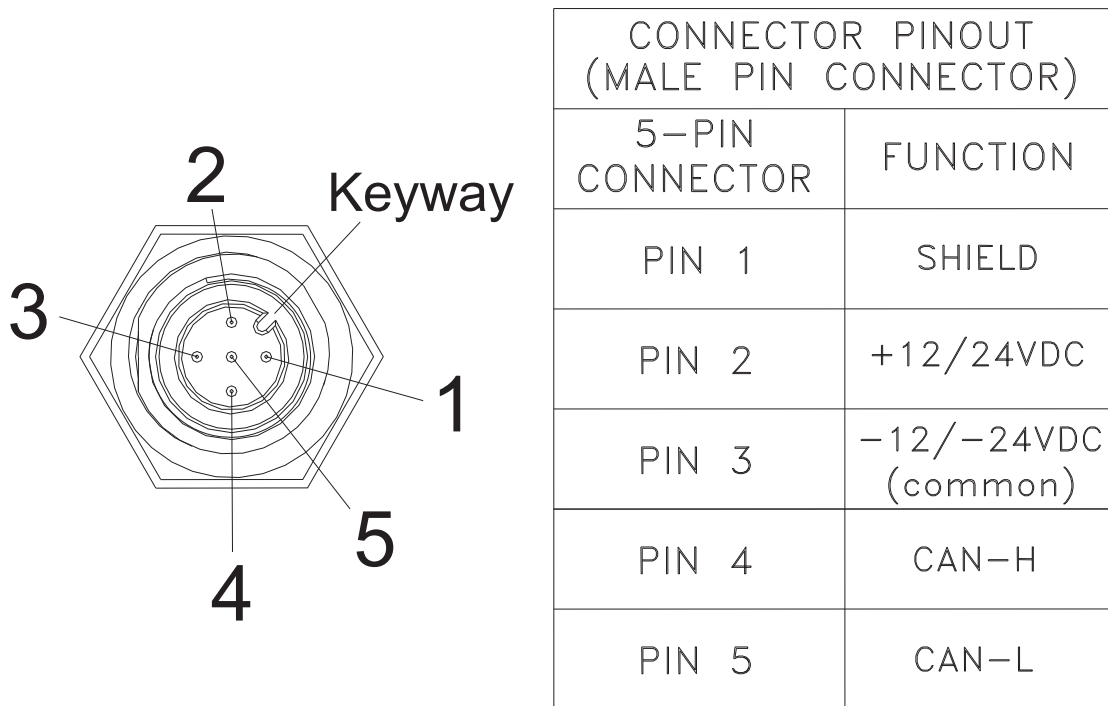 2
Keyway
3
1
5
4
CONNECTOR PINOUT
(MALE PIN CONNECTOR)
5-PIN
CONNECTOR
FUNCTION
PIN 1
SHIELD
PIN 2
+12/24VDC
PIN 3
-12/-24VDC
(common)
PIN 4
CAN-H
PIN 5
CAN-L